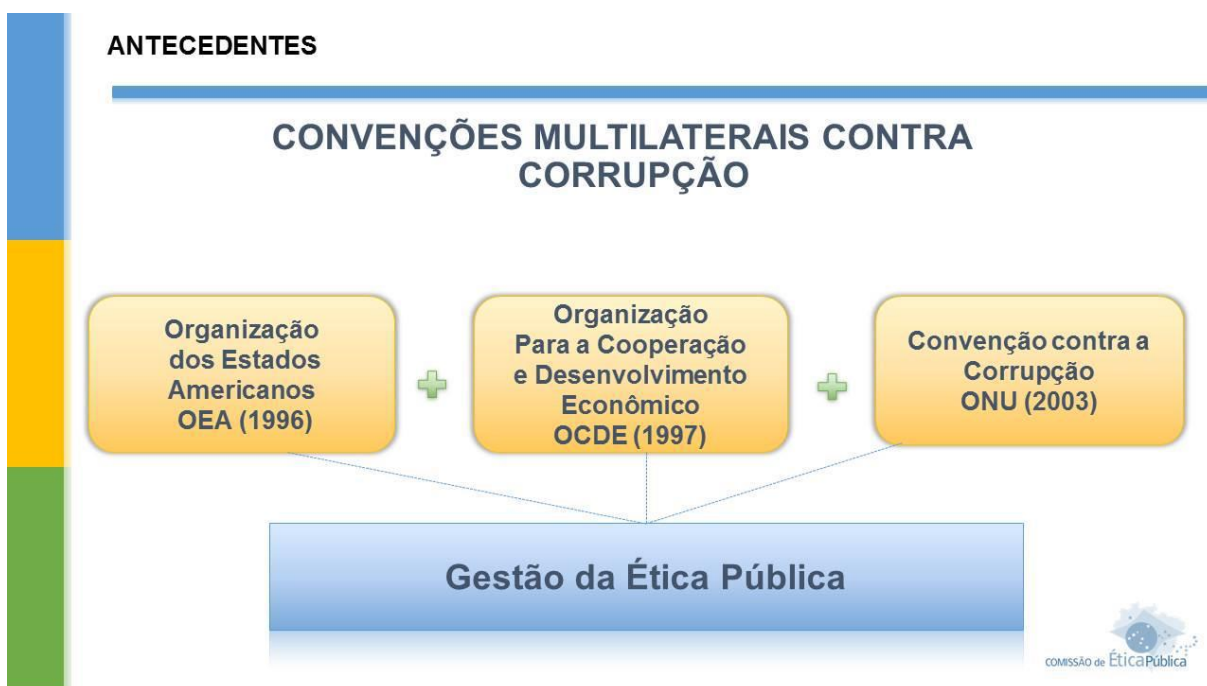 ANTECEDENTES
CONVENÇÕES MULTILATERAIS CONTRA
CORRUPÇÃO
Organização
dos Estados
Americanos
OEA (1996)
Organização
Para a Cooperação
e Desenvolvimento
Econômico
OCDE (1997)
Convenção contra a
Corrupção
ONU (2003)
Gestão da Ética Pública
COMISSÃO de ÉticaPública